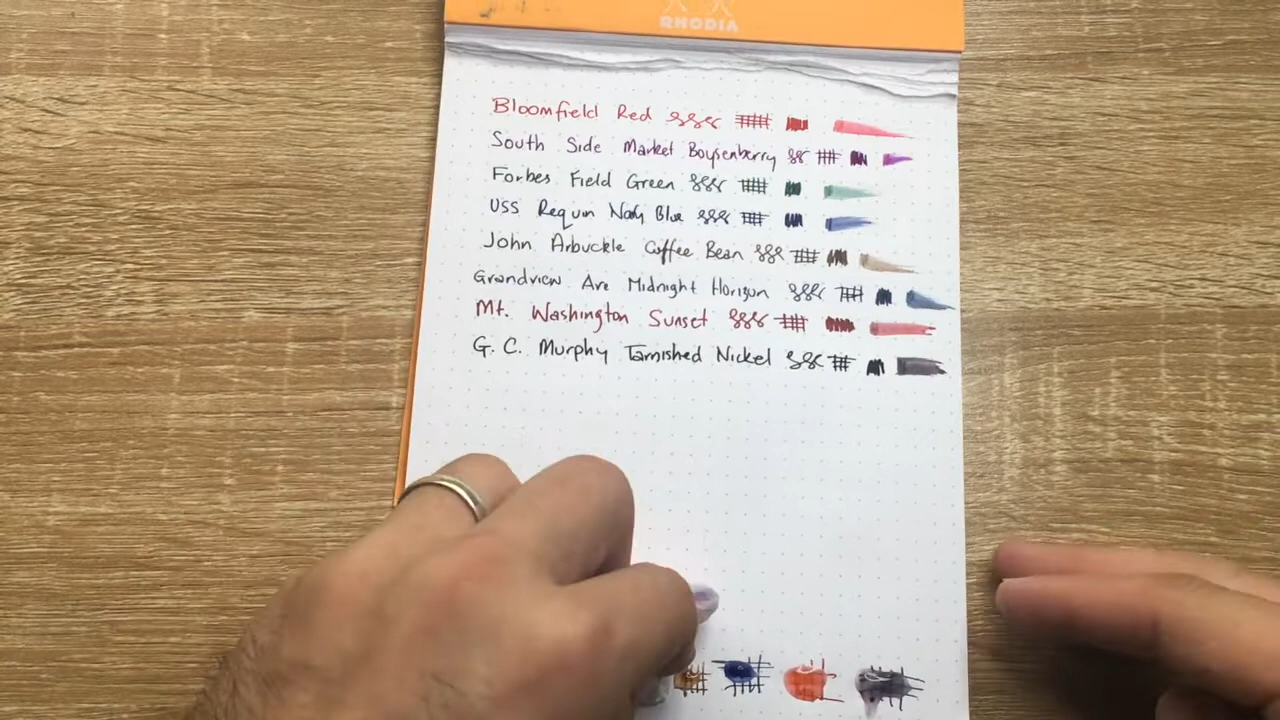 RHODIA
Bloomfield Red
South Side Market Boysenberry
Forbes Field Green
USS Requin Navy Blue
John Arbuckle Coffee Bean
Grandview Ave Midnight Horizon
Mt. Washington Sunset
G. C. Murphy Tarnished Nickel